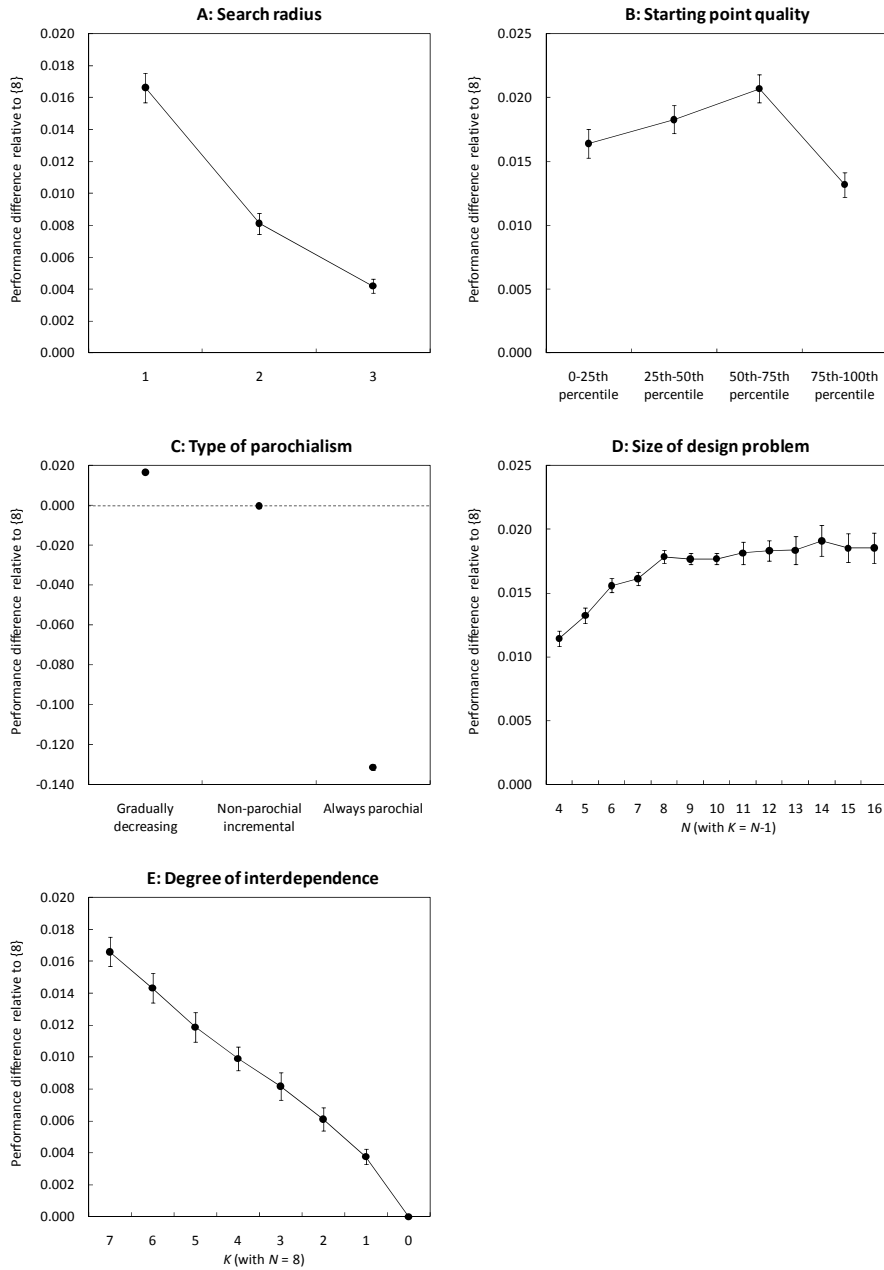 A: Search radius
Performance difference relative to {8}
0.020
0.018
0.016
0.014
0.012
0.010
0.008
0.006
0.004
0.002
0.000
1 2 3
B: Starting point quality
Performance difference relative to {8}
0.025
0.020
0.015
0.010
0.005
0.000
0-25th 25th-50th 50th-75th 75th-100th
percentile percentile percentile percentile
C: Type of parochialism
Performance difference relative to {8}
0.020
0.000
-0.020
-0.040
-0.060
-0.080
-0.100
-0.120
-0.140
Gradually Non-parochial Always parochial
decreasing incremental
D: Size of design problem
Performance difference relative to {8}
0.025
0.020
0.015
0.010
0.005
0.000
4 5 6 7 8 9 10 11 12 13 14 15 16
N (with K = N-1)
E: Degree of interdependence
Performance difference relative to {8}
0.020
0.018
0.016
0.014
0.012
0.010
0.008
0.006
0.004
0.002
0.000
7 6 5 4 3 2 1 0
K (with N = 8)